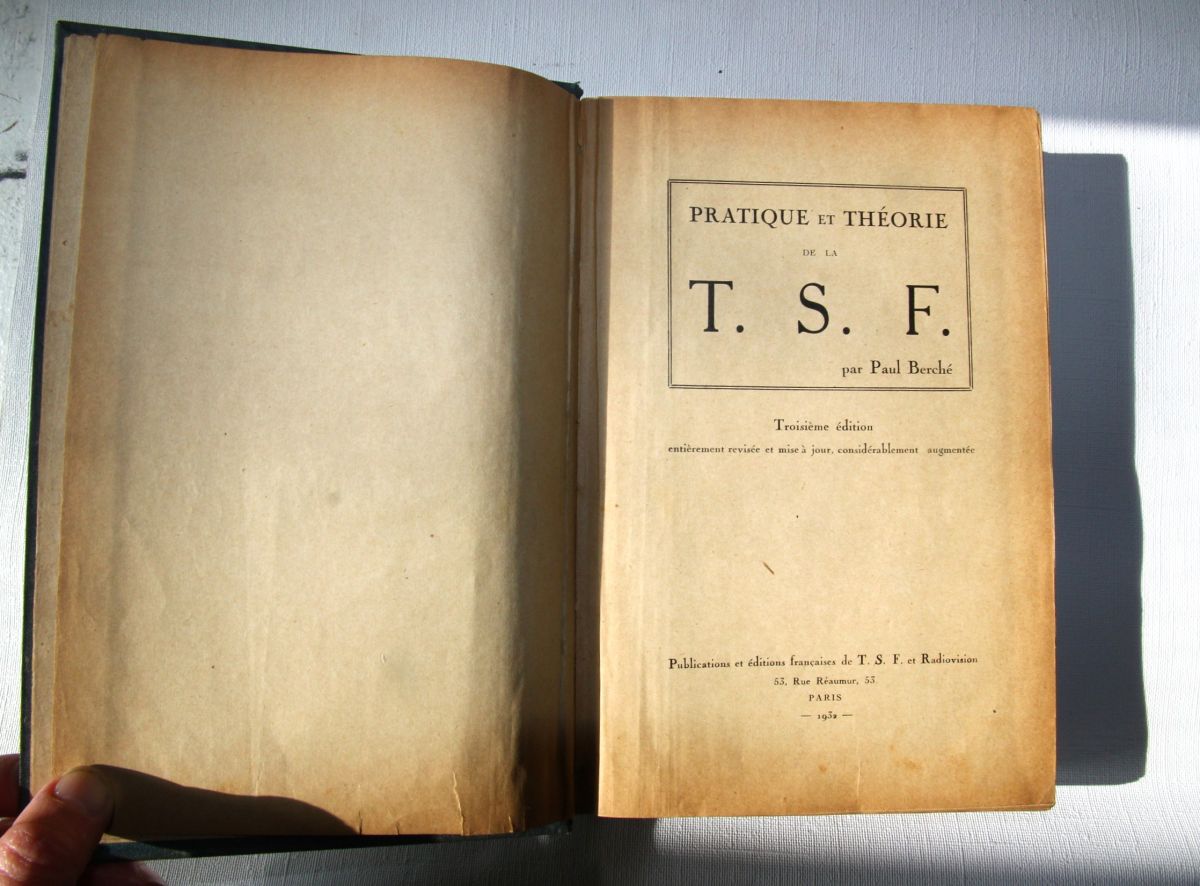 PRATIQUE ET THÉORIE
DE LA
T. S. F.
par Paul Berché
Troisième édition
entièrement revisée et mise à jour, considérablement augmentée
Publications et éditions françaises de T. S. F. et Radiovision
53, Rue Réaumur, 53
PARIS
— 1932 —